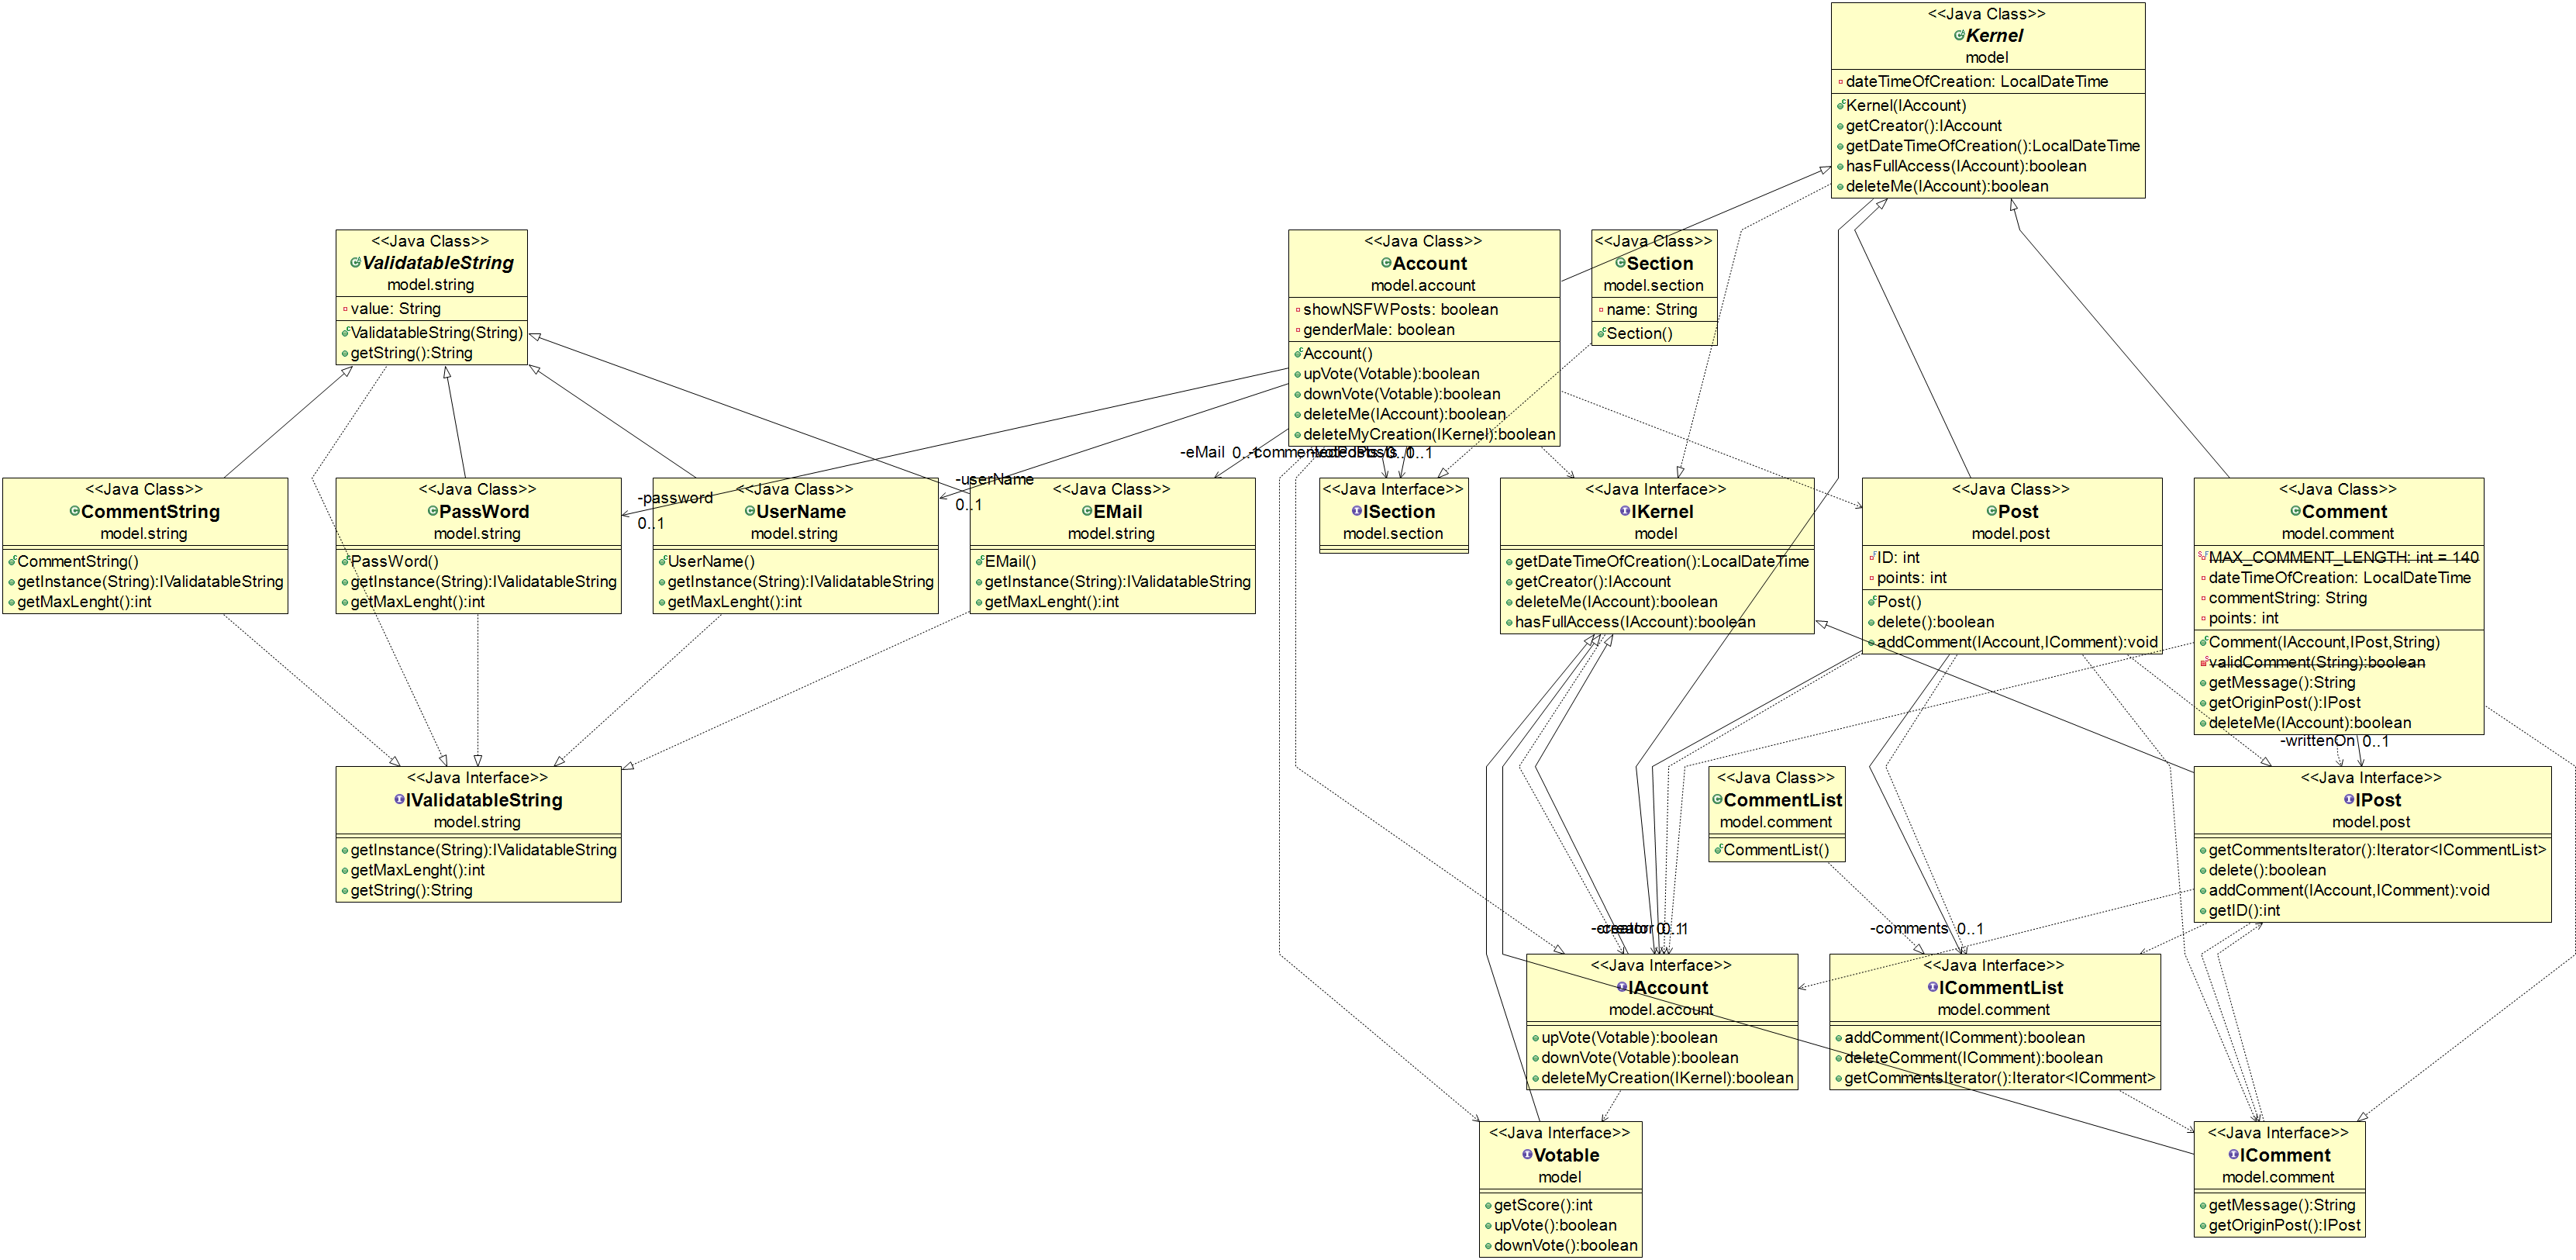 <<Java Class>>
Kernel
model
dateTimeOfCreation: LocalDateTime
Kernel(IAccount)
getCreator():IAccount
getDateTimeOfCreation():LocalDateTime
hasFullAccess(IAccount):boolean
deleteMe(IAccount):boolean
<<Java Class>>
ValidatableString
model.string
value: String
ValidatableString(String)
getString():String
<<Java Class>>
Account
model.account
showNSFWPosts: boolean
genderMale: boolean
Account()
upVote(Votable):boolean
downVote(Votable):boolean
deleteMe(IAccount):boolean
deleteMyCreation(IKernel):boolean
<<Java Class>>
Section
model.section
name: String
Section()
-eMail 0..1
0..1
<<Java Class>>
CommentString
model.string
CommentString()
getInstance(String):IValidatableString
getMaxLenght():int
<<Java Class>>
PassWord
model.string
PassWord()
getInstance(String):IValidatableString
getMaxLenght():int
-password
0..1
<<Java Class>>
UserName
model.string
UserName()
getInstance(String):IValidatableString
getMaxLenght():int
-userName
0..1
<<Java Class>>
EMail
model.string
EMail()
getInstance(String):IValidatableString
getMaxLenght():int
<<Java Interface>>
ISection
model.section
<<Java Interface>>
IKernel
model
getDateTimeOfCreation():LocalDateTime
getCreator():IAccount
deleteMe(IAccount):boolean
hasFullAccess(IAccount):boolean
<<Java Class>>
Post
model.post
ID: int
points: int
Post()
delete():boolean
addComment(IAccount,IComment):void
<<Java Class>>
Comment
model.comment
MAX_COMMENT_LENGTH: int = 140
dateTimeOfCreation: LocalDateTime
commentString: String
points: int
Comment(IAccount,IPost,String)
validComment(String):boolean
getMessage():String
getOriginPost():IPost
deleteMe(IAccount):boolean
-writtenOn 0..1
<<Java Interface>>
IValidatableString
model.string
getInstance(String):IValidatableString
getMaxLenght():int
getString():String
<<Java Class>>
CommentList
model.comment
CommentList()
<<Java Interface>>
IPost
model.post
getCommentsIterator():Iterator<ICommentList>
delete():boolean
addComment(IAccount,IComment):void
getID():int
-creator 0..1
-comments 0..1
<<Java Interface>>
IAccount
model.account
upVote(Votable):boolean
downVote(Votable):boolean
deleteMyCreation(IKernel):boolean
<<Java Interface>>
ICommentList
model.comment
addComment(IComment):boolean
deleteComment(IComment):boolean
getCommentsIterator():Iterator<IComment>
<<Java Interface>>
Votable
model
getScore():int
upVote():boolean
downVote():boolean
<<Java Interface>>
IComment
model.comment
getMessage():String
getOriginPost():IPost